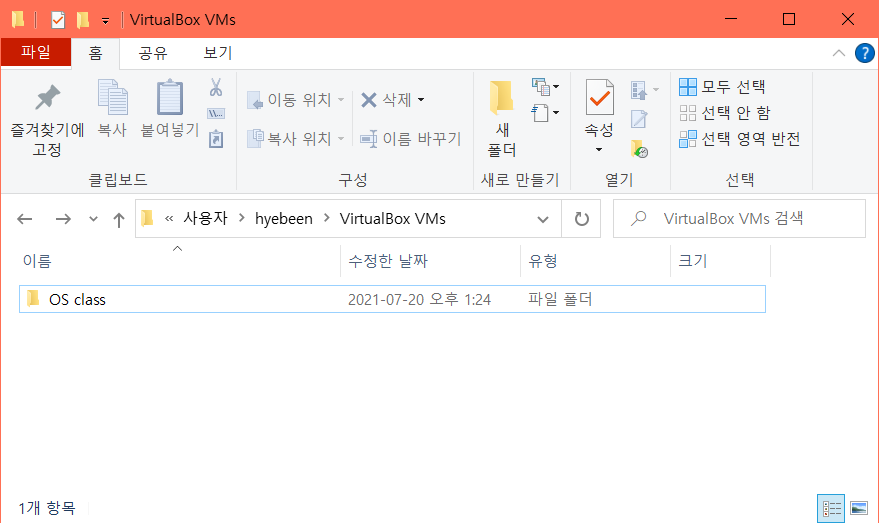 VirtualBox VMs
파일 홈 공유 보기
즐겨찾기에 고정
복사
붙여넣기
클립보드
이동 위치
복사 위치
삭제
이름 바꾸기
구성
새 폴더
새로 만들기
속성
열기
모두 선택
선택 안 함
선택 영역 반전
선택
« 사용자 > hyebeen > VirtualBox VMs
VirtualBox VMs 검색
이름 수정한 날짜 유형 크기
OS class 2021-07-20 오후 1:24 파일 폴더
1개 항목